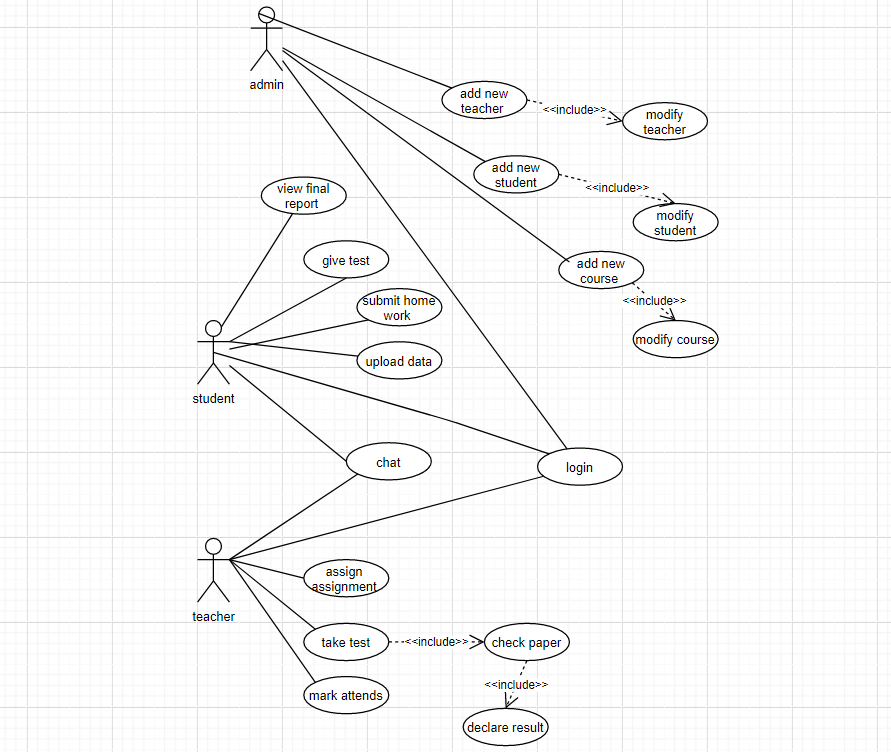 admin
add new
teacher
<<include>>
modify
teacher
add new
student
<<include>>
modify
student
view final
report
give test
add new
course
<<include>>
modify course
submit home
work
upload data
student
chat
login
teacher
assign
assignment
take test
<<include>>
check paper
<<include>>
mark attends
declare result